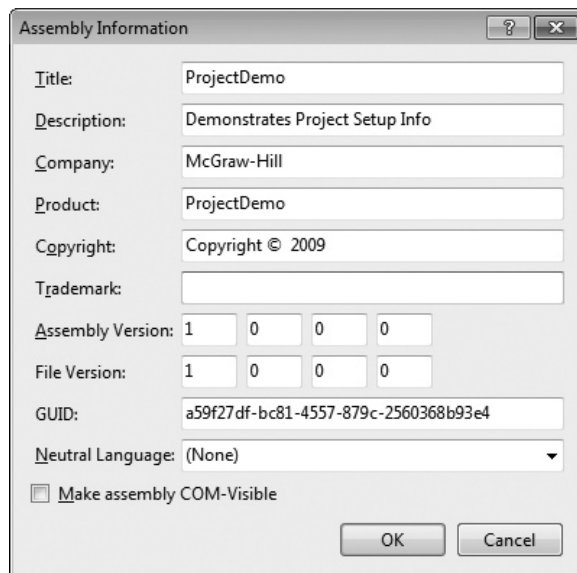 Assembly Information
Title: ProjectDemo
Description: Demonstrates Project Setup Info
Company: McGraw-Hill
Product: ProjectDemo
Copyright: Copyright © 2009
Trademark:
Assembly Version: 1 0 0 0
File Version: 1 0 0 0
GUID: a59f27df-bc81-4557-879c-2560368b93e4
Neutral Language: (None)
Make assembly COM-Visible
OK Cancel